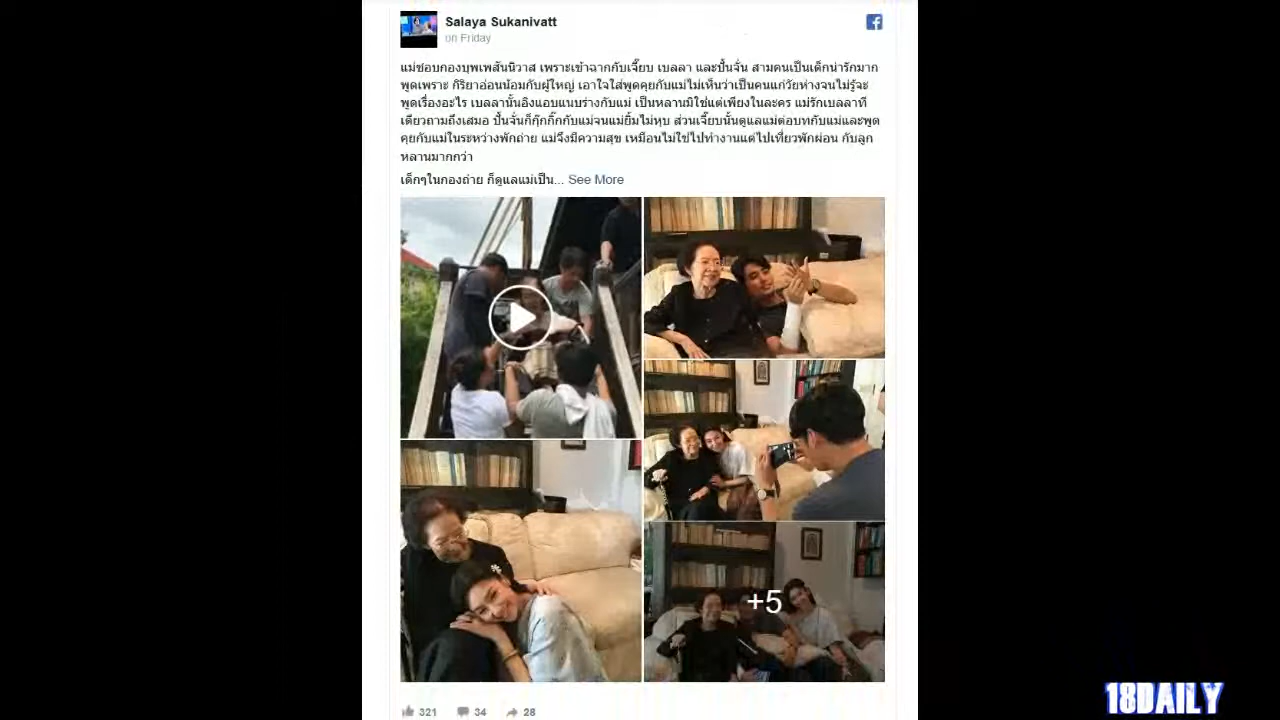 Salaya Sukanivatt
on Friday
แม่ชอบกองบุพเพสันนิวาส เพราะเข้าฉากกับเจี๊ยบ เบลลา และปั้นจั่น สามคนเป็นเด็กน่ารักมาก
พูดเพราะ กิริยาอ่อนน้อมกับผู้ใหญ่ เอาใจใส่พูดคุยกับแม่ไม่เห็นว่าเป็นคนแก่วัยห่างจนไม่รู้จะ
พูดเรื่องอะไร เบลลานั้นอิงแอบแนบร่างกับแม่ เป็นหลานมิใช่แต่เพียงในละคร แม่รักเบลลาที
เดียวถามถึงเสมอ ปั้นจั่นก็กุ๊กกิ๊กกับแม่จนแม่ยิ้มไม่หุบ ส่วนเจี๊ยบนั้นดูแลแม่ต่อบทกับแม่และพูด
คุยกับแม่ในระหว่างพักถ่าย แม่จึงมีความสุข เหมือนไม่ใช่ไปทำงานแต่ไปเที่ยวพักผ่อน กับลูก
หลานมากกว่า
เด็กๆในกองถ่าย ก็ดูแลแม่เป็น... See More
+5
321 34 28
18DAILY